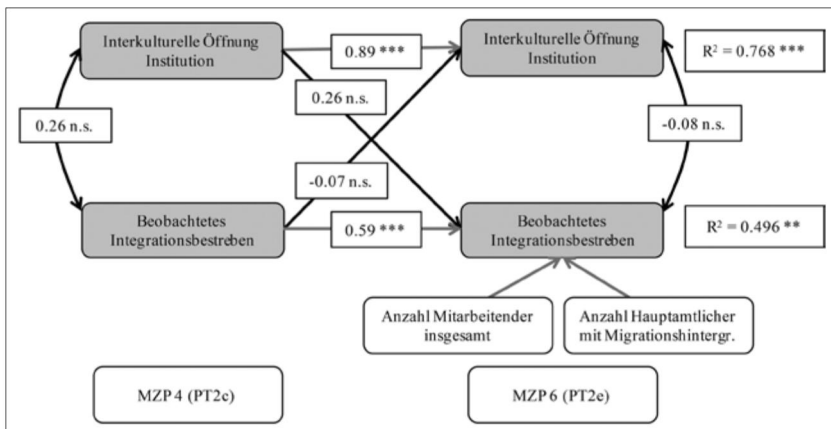 Interkulturelle Öffnung
Institution
0.89 ***
Interkulturelle Öffnung
Institution
R² = 0.768 ***
0.26 n.s.
0.26 n.s.
-0.08 n.s.
-0.07 n.s.
Beobachtetes
Integrationsbestreben
0.59 ***
Beobachtetes
Integrationsbestreben
R² = 0.496 **
Anzahl Mitarbeitender
insgesamt
Anzahl Hauptamtlicher
mit Migrationshintergr.
MZP 4 (PT2c)
MZP 6 (PT2e)